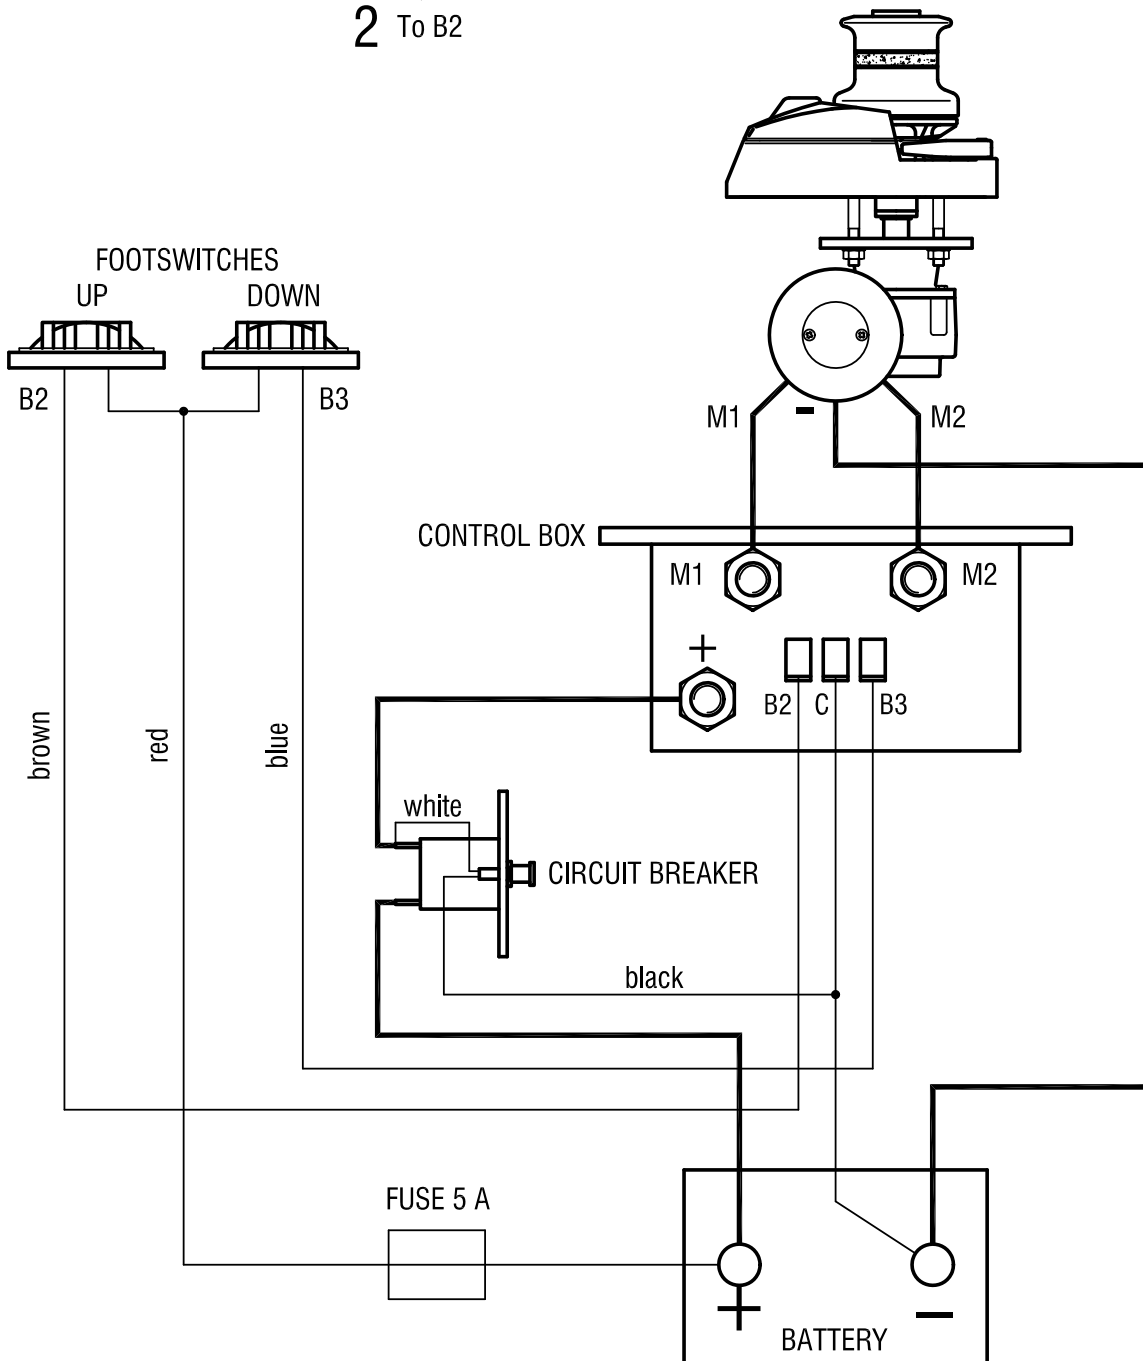 2 To B2
FOOTSWITCHES
UP DOWN
B2 B3
M1 - M2
CONTROL BOX
M1 M2
+
B2 C B3
brown
red
blue
white
CIRCUIT BREAKER
black
FUSE 5 A
+ −
BATTERY